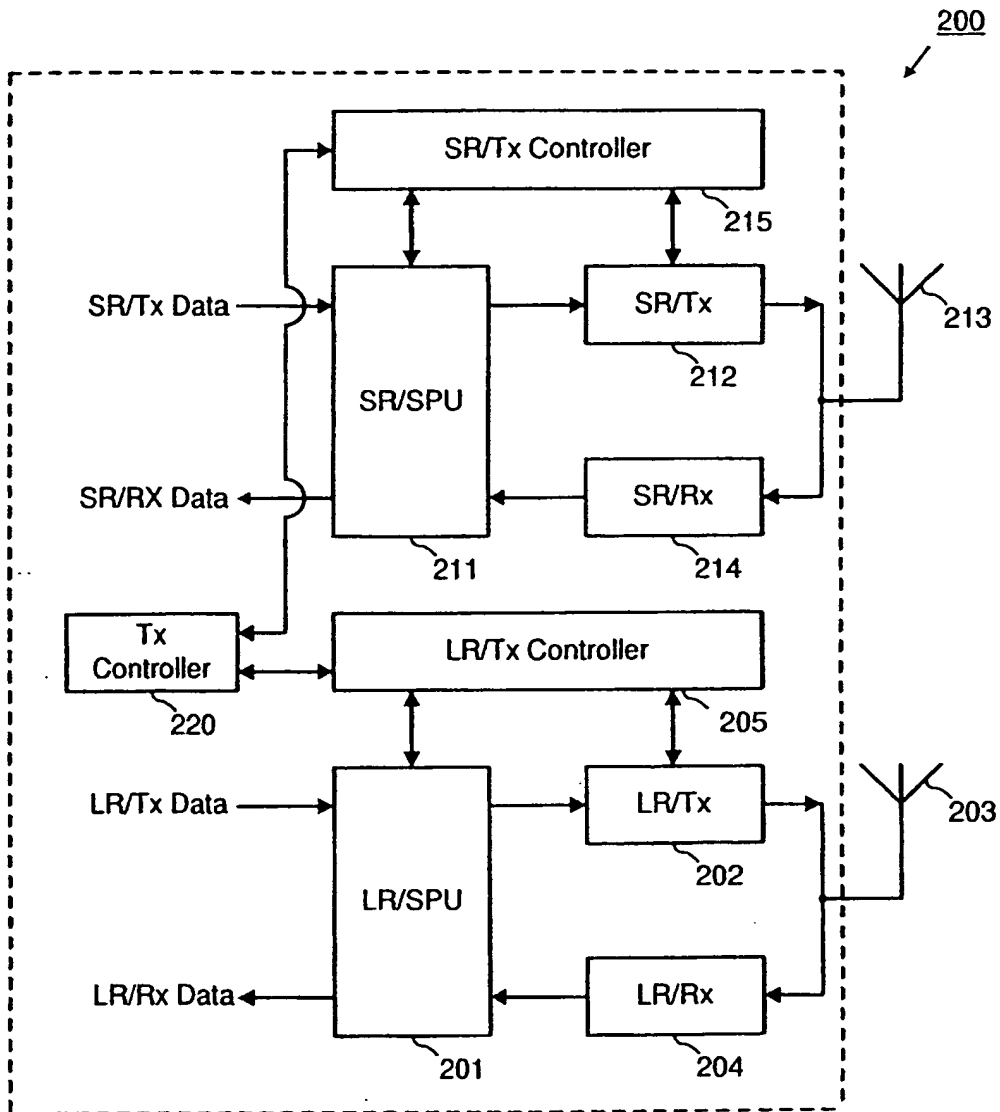 200
SR/Tx Controller
215
SR/Tx Data
SR/SPU
SR/Tx
212
213
SR/RX Data
SR/Rx
211
214
Tx
Controller
220
LR/Tx Controller
205
LR/Tx Data
LR/SPU
LR/Tx
202
203
LR/Rx Data
LR/Rx
201
204